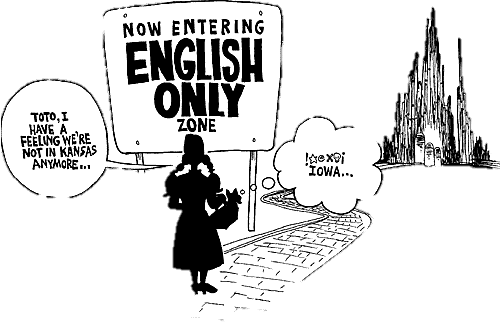 NOW ENTERING
ENGLISH
ONLY
ZONE
TOTO, I
HAVE A
FEELING WE'RE
NOT IN KANSAS
ANYMORE...
IOWA...